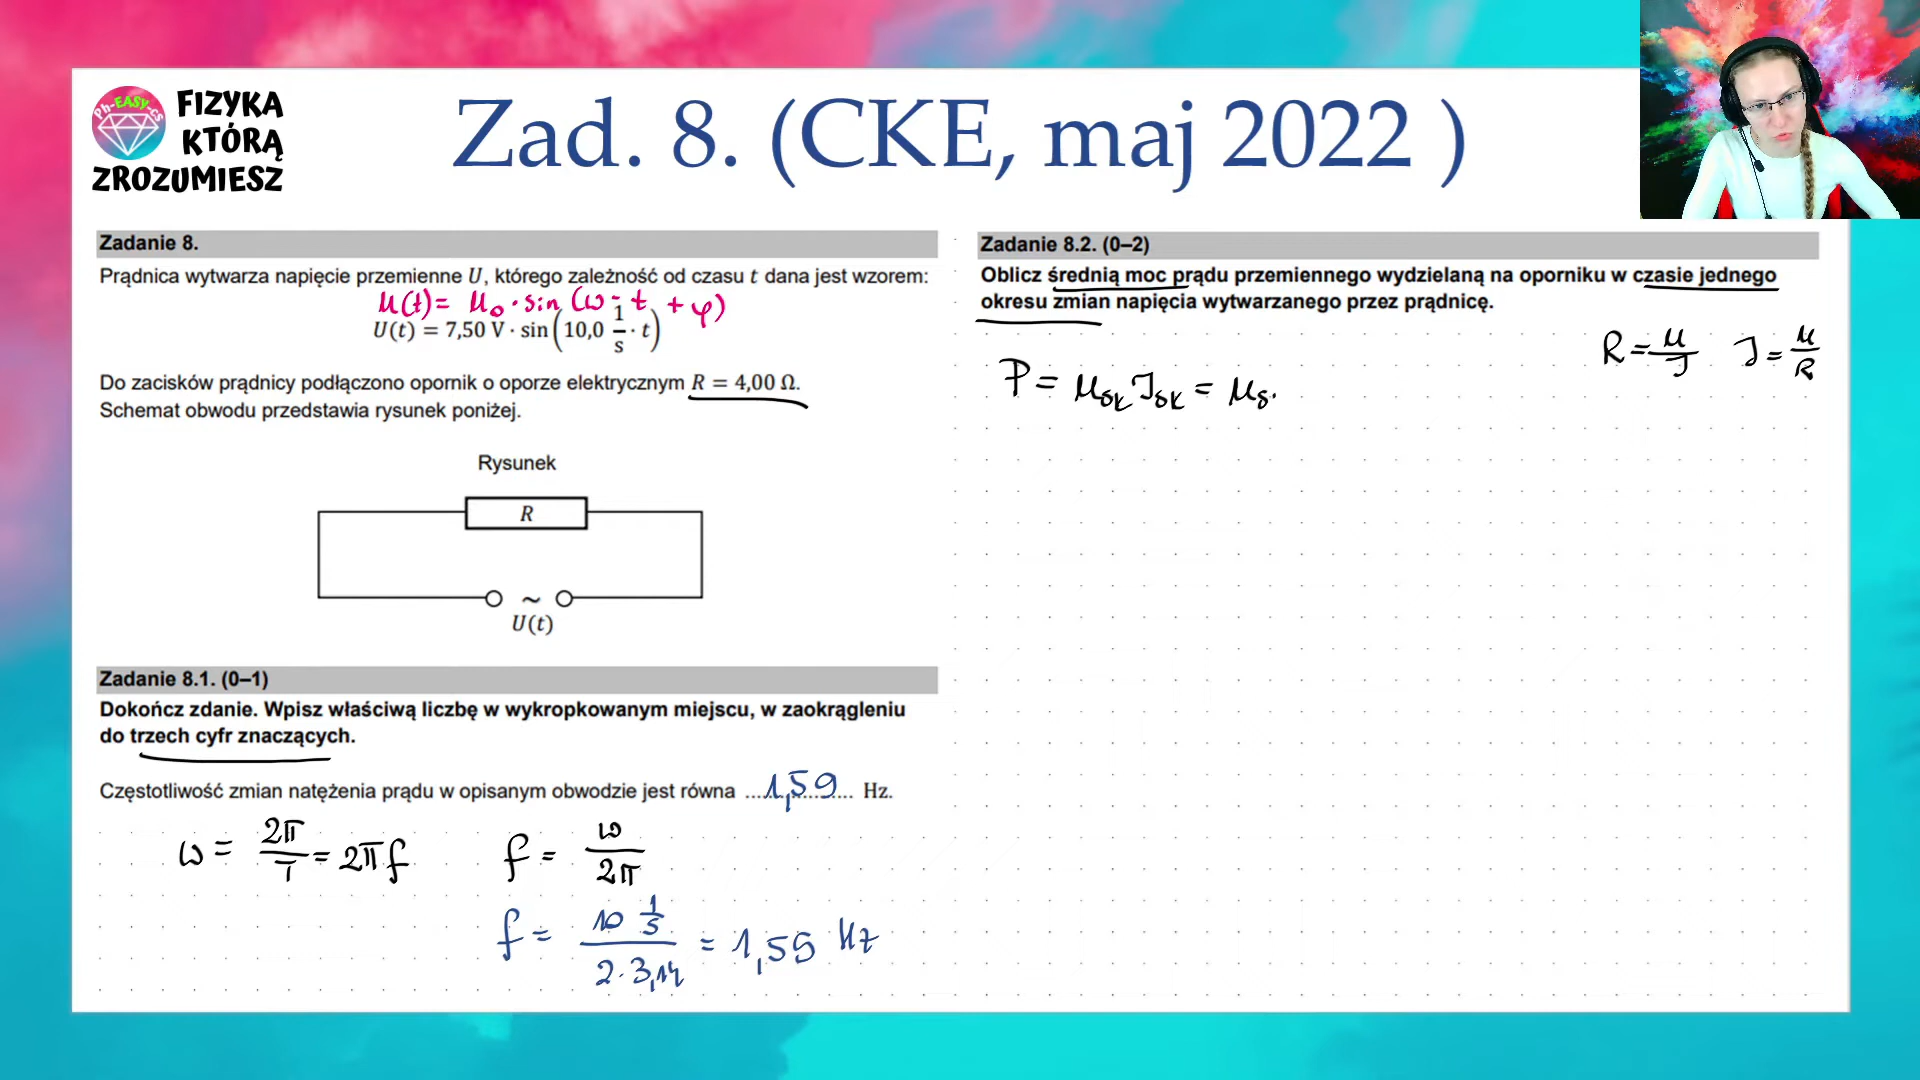 Ph-EASY-cs
FIZYKA
KTÓRĄ
ZROZUMIESZ
Zad. 8. (CKE, maj 2022 )
Zadanie 8.
Prądnica wytwarza napięcie przemienne U, którego zależność od czasu t dana jest wzorem:
u(t) = u₀ · sin (ω · t + φ)
U(t) = 7,50 V · sin(10,0 1/s · t)
Do zacisków prądnicy podłączono opornik o oporze elektrycznym R = 4,00 Ω.
Schemat obwodu przedstawia rysunek poniżej.
Rysunek
R
~
U(t)
Zadanie 8.1. (0–1)
Dokończ zdanie. Wpisz właściwą liczbę w wykropkowanym miejscu, w zaokrągleniu
do trzech cyfr znaczących.
Częstotliwość zmian natężenia prądu w opisanym obwodzie jest równa ....1,59.... Hz.
ω = 2π/T = 2πf f = ω/2π
f = 10 1/s / 2·3,14 = 1,59 Hz
Zadanie 8.2. (0–2)
Oblicz średnią moc prądu przemiennego wydzielaną na oporniku w czasie jednego
okresu zmian napięcia wytwarzanego przez prądnicę.
R = U/I I = U/R
P = U sk I sk = U s